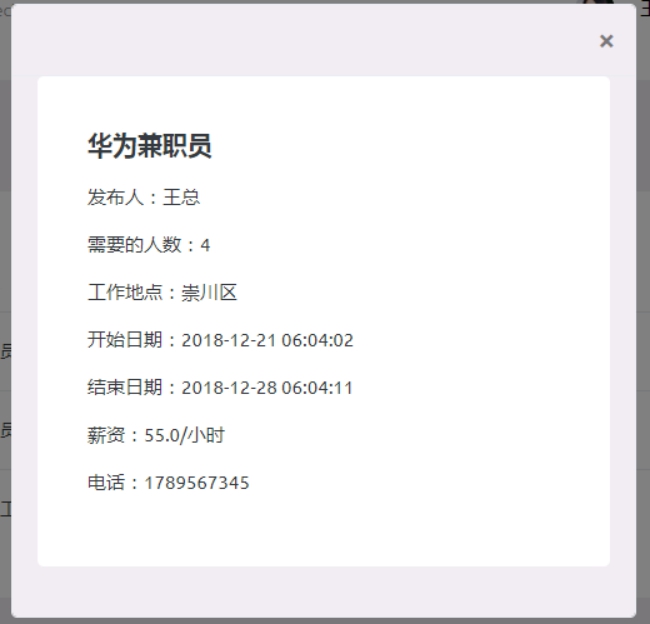 ×
华为兼职员
发布人：王总
需要的人数：4
工作地点：崇川区
开始日期：2018-12-21 06:04:02
结束日期：2018-12-28 06:04:11
薪资：55.0/小时
电话：1789567345
员
员